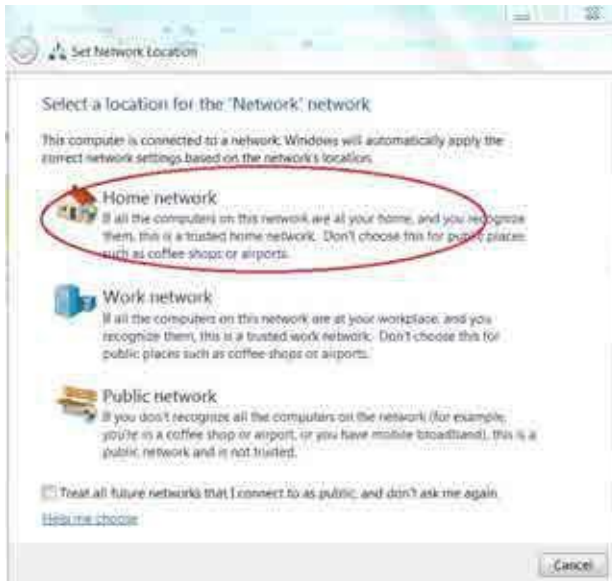 Set Network Location
Select a location for the 'Network' network
This computer is connected to a network. Windows will automatically apply the
correct network settings based on the network's location.
Home network
If all the computers on this network are at your home, and you recognize
them, this is a trusted home network. Don't choose this for public places
such as coffee shops or airports.
Work network
If all the computers on this network are at your workplace, and you
recognize them, this is a trusted work network. Don't choose this for
public places such as coffee shops or airports.
Public network
If you don't recognize all the computers on the network (for example,
you're in a coffee shop or airport, or you have mobile broadband), this is a
public network and is not trusted.
Treat all future networks that I connect to as public, and don't ask me again.
Help me choose
Cancel